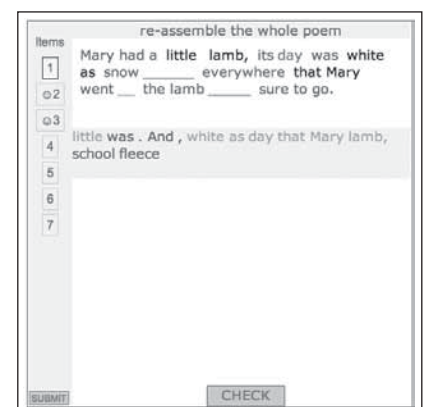 re-assemble the whole poem
Items
Mary had a little lamb, its day was white
as snow ______ everywhere that Mary
went __ the lamb _____ sure to go.
1
2
3
4
5
6
7
little was . And , white as day that Mary lamb,
school fleece
SUBMIT
CHECK